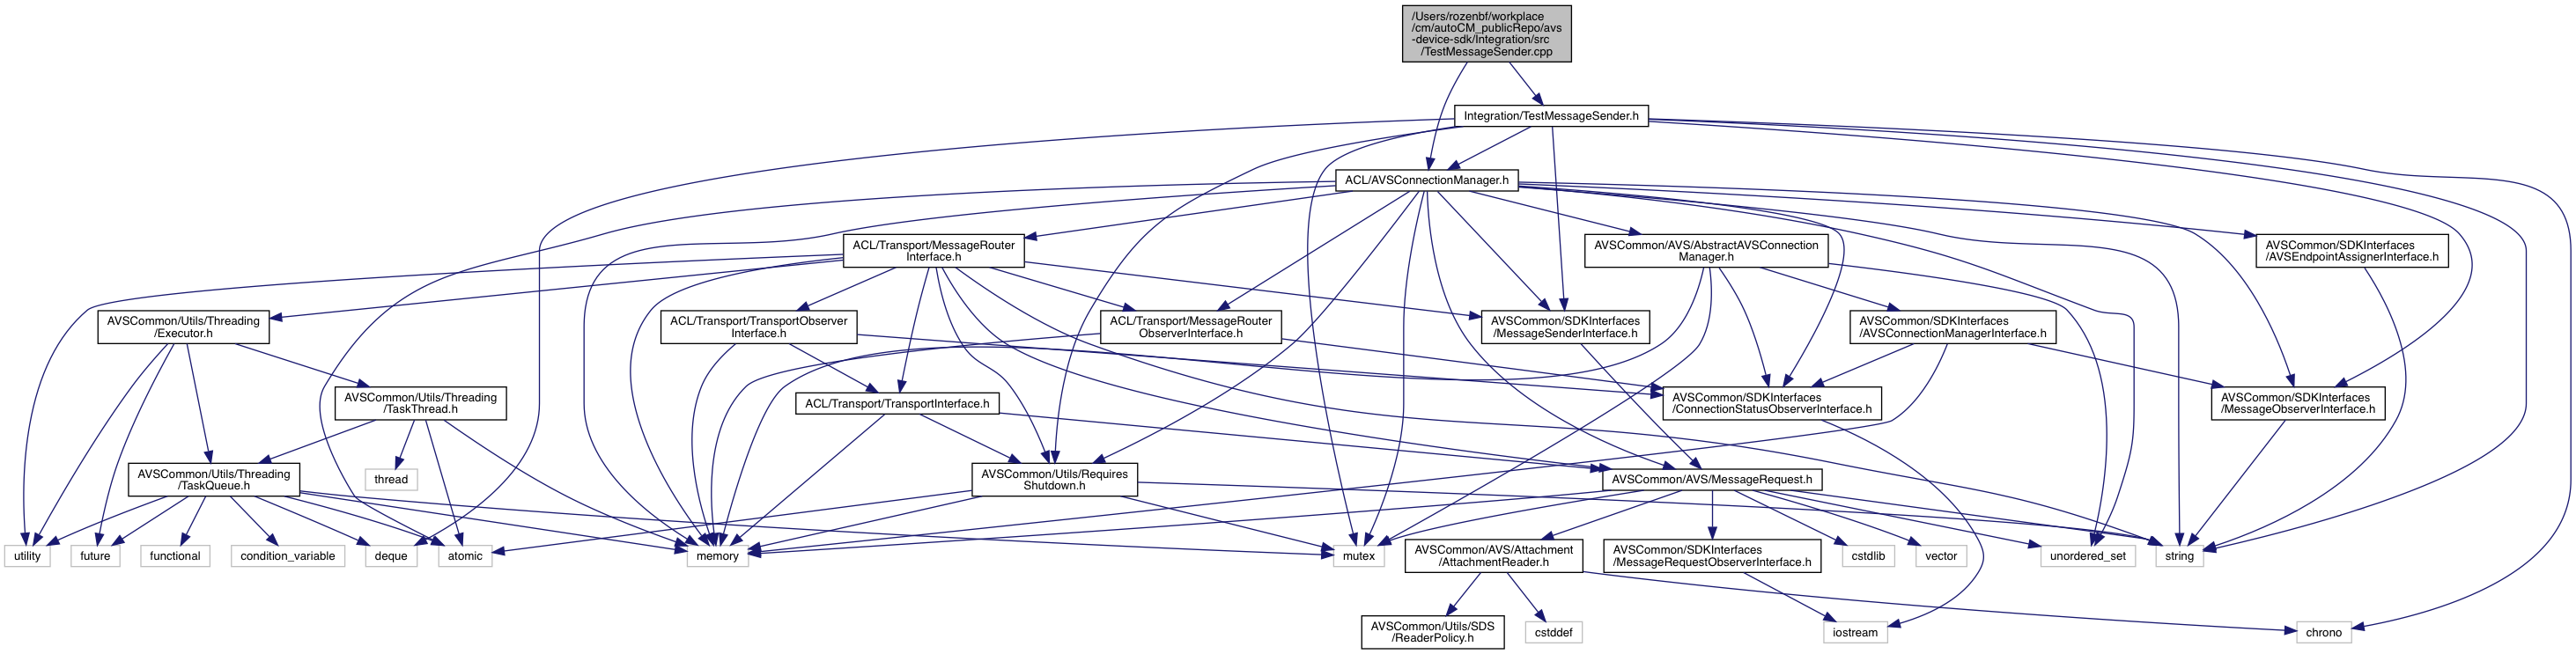 /Users/rozenbf/workplace
/cm/autoCM_publicRepo/avs
-device-sdk/Integration/src
/TestMessageSender.cpp
Integration/TestMessageSender.h
ACL/AVSConnectionManager.h
ACL/Transport/MessageRouter
Interface.h
AVSCommon/AVS/AbstractAVSConnection
Manager.h
AVSCommon/SDKInterfaces
/AVSEndpointAssignerInterface.h
AVSCommon/Utils/Threading
/Executor.h
ACL/Transport/TransportObserver
Interface.h
ACL/Transport/MessageRouter
ObserverInterface.h
AVSCommon/SDKInterfaces
/MessageSenderInterface.h
AVSCommon/SDKInterfaces
/AVSConnectionManagerInterface.h
AVSCommon/Utils/Threading
/TaskThread.h
ACL/Transport/TransportInterface.h
AVSCommon/SDKInterfaces
/ConnectionStatusObserverInterface.h
AVSCommon/SDKInterfaces
/MessageObserverInterface.h
AVSCommon/Utils/Threading
/TaskQueue.h
thread
AVSCommon/Utils/Requires
Shutdown.h
AVSCommon/AVS/MessageRequest.h
utility
future
functional
condition_variable
deque
atomic
memory
mutex
AVSCommon/AVS/Attachment
/AttachmentReader.h
AVSCommon/SDKInterfaces
/MessageRequestObserverInterface.h
cstdlib
vector
unordered_set
string
AVSCommon/Utils/SDS
/ReaderPolicy.h
cstddef
iostream
chrono